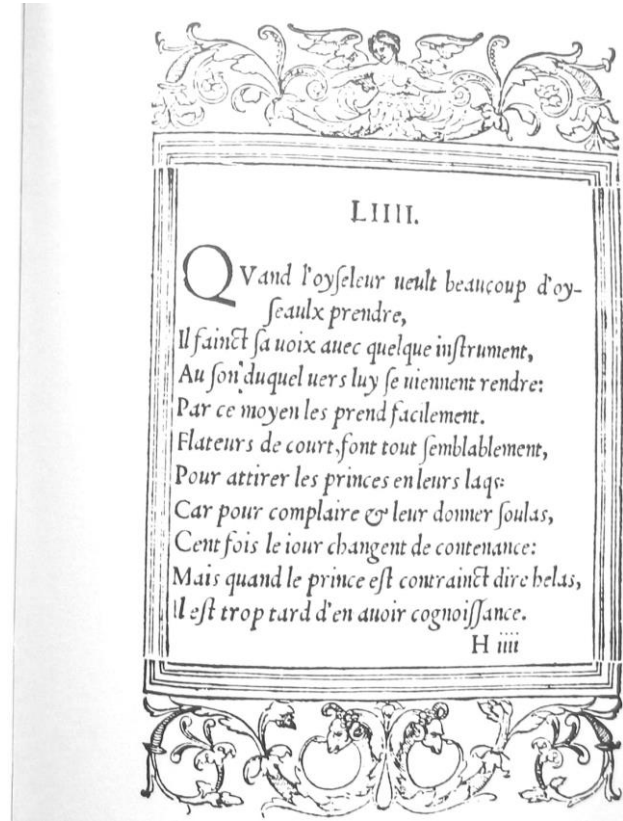 LIIII.
QVand l'oyſeleur ueult beaucoup d'oy-
ſeaulx prendre,
Il fainct ſa uoix auec quelque inſtrument,
Au ſon duquel uers luy ſe uiennent rendre:
Par ce moyen les prend facilement.
Flateurs de court, font tout ſemblablement,
Pour attirer les princes en leurs laqs:
Car pour complaire & leur donner ſoulas,
Cent fois le iour changent de contenance:
Mais quand le prince eſt contrainct dire helas,
Il eſt trop tard d'en auoir cognoiſſance.
H iiii